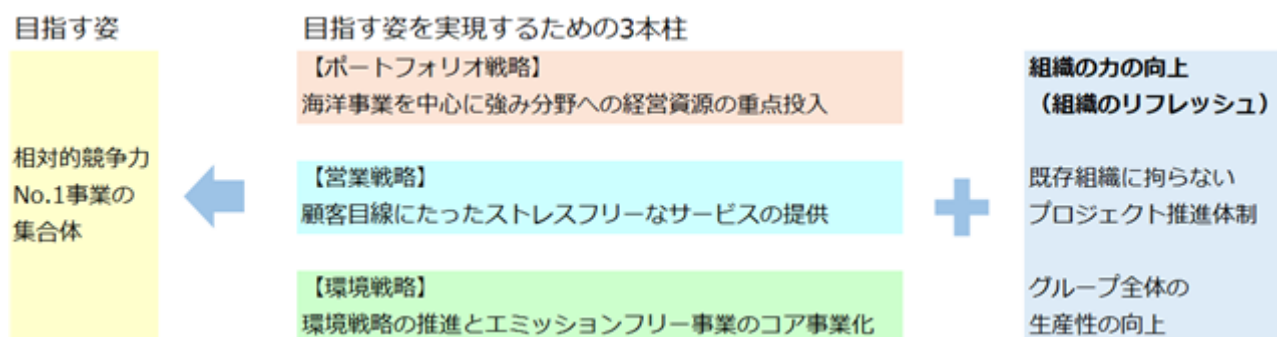 目指す姿
相対的競争力
No.1事業の
集合体
目指す姿を実現するための3本柱
【ポートフォリオ戦略】
海洋事業を中心に強み分野への経営資源の重点投入
【営業戦略】
顧客目線にたったストレスフリーなサービスの提供
【環境戦略】
環境戦略の推進とエミッションフリー事業のコア事業化
組織の力の向上
（組織のリフレッシュ）
既存組織に拘らない
プロジェクト推進体制
グループ全体の
生産性の向上